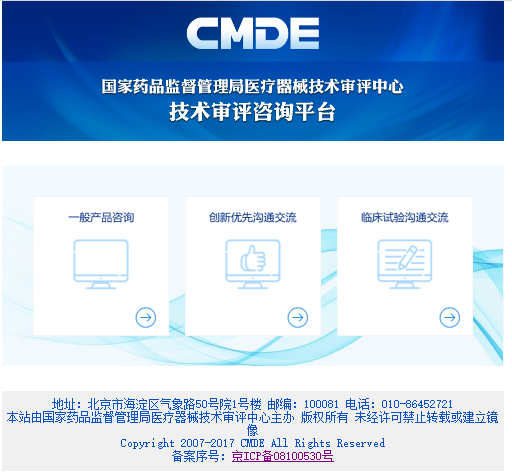 CMDE
国家药品监督管理局医疗器械技术审评中心
技术审评咨询平台
一般产品咨询
创新优先沟通交流
临床试验沟通交流
地址：北京市海淀区气象路50号院1号楼 邮编：100081 电话：010-86452721
本站由国家药品监督管理局医疗器械技术审评中心主办 版权所有 未经许可禁止转载或建立镜
像
Copyright 2007-2017 CMDE All Rights Reserved
备案序号：京ICP备08100530号